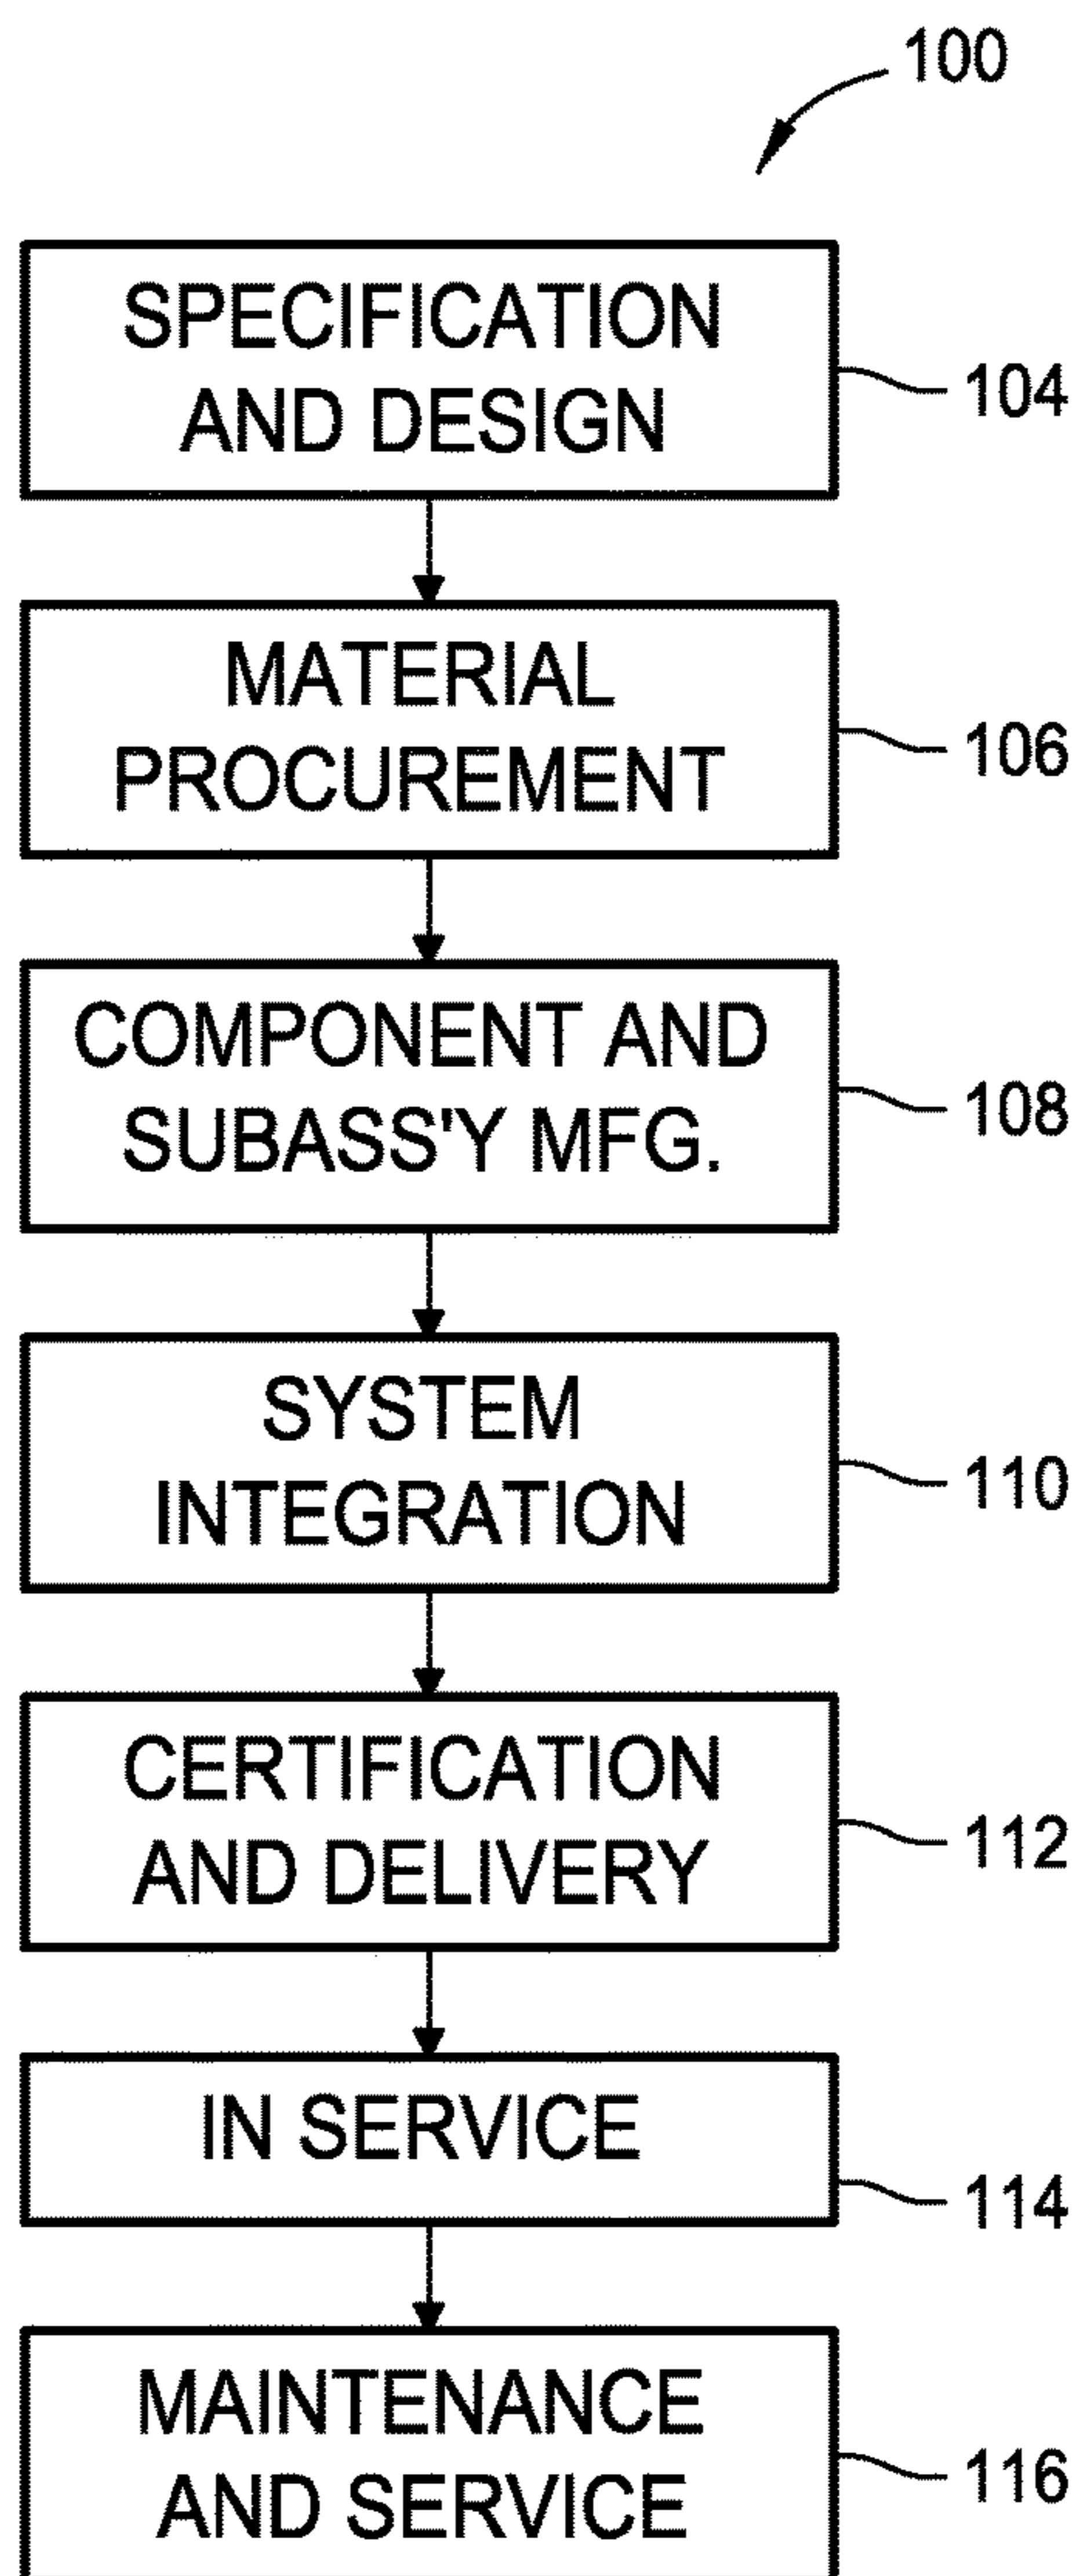 100
SPECIFICATION
AND DESIGN
104
MATERIAL
PROCUREMENT
106
COMPONENT AND
SUBASS'Y MFG.
108
SYSTEM
INTEGRATION
110
CERTIFICATION
AND DELIVERY
112
IN SERVICE
114
MAINTENANCE
AND SERVICE
116